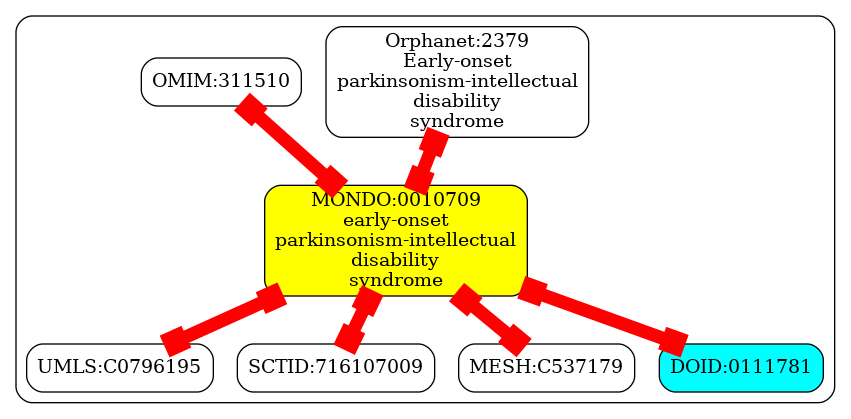 OMIM:311510
Orphanet:2379
Early-onset
parkinsonism-intellectual
disability
syndrome
MONDO:0010709
early-onset
parkinsonism-intellectual
disability
syndrome
UMLS:C0796195
SCTID:716107009
MESH:C537179
DOID:0111781